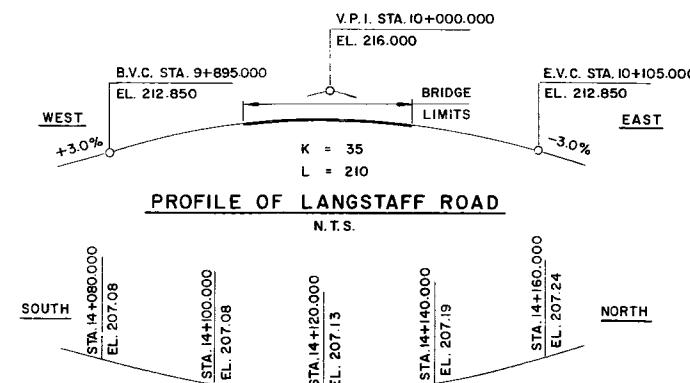 V.P.I. STA. 10+000.000
EL. 216.000
B.V.C. STA. 9+895.000
EL. 212.850
E.V.C. STA. 10+105.000
EL. 212.850
BRIDGE
LIMITS
WEST
EAST
+3.0%
-3.0%
K = 35
L = 210
PROFILE OF LANGSTAFF ROAD
N.T.S.
SOUTH
NORTH
STA. 14+080.000
EL. 207.08
STA. 14+100.000
EL. 207.08
STA. 14+120.000
EL. 207.13
STA. 14+140.000
EL. 207.19
STA. 14+160.000
EL. 207.24